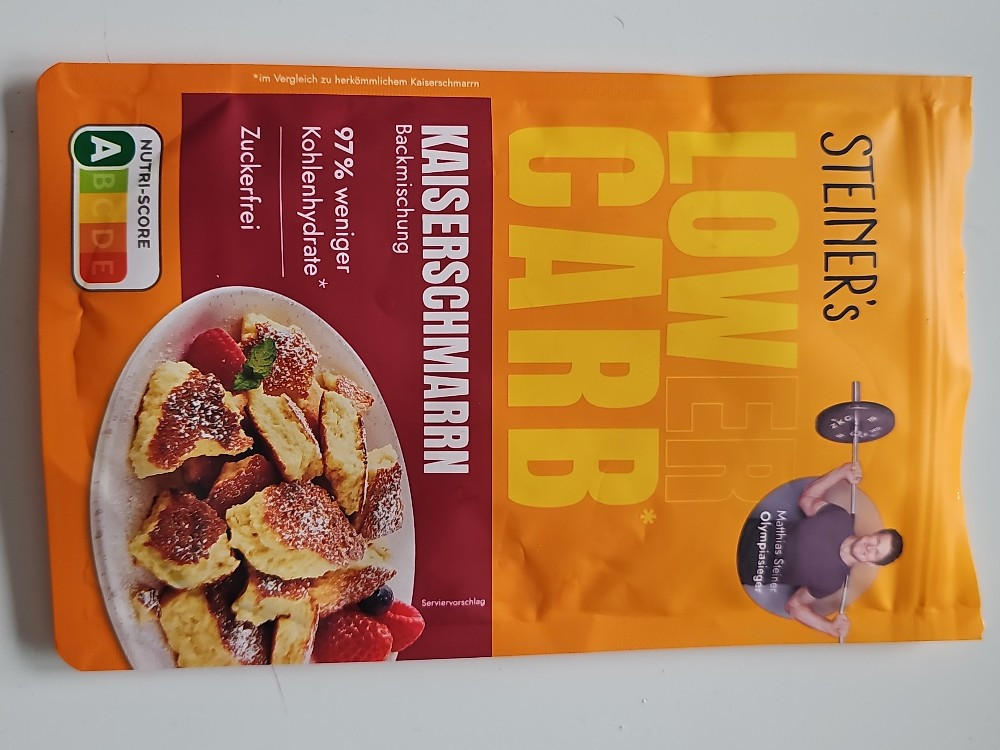 STEINER'S
LOWER
CARB*
Matthias Steiner
Olympiasieger
KAISERSCHMARRN
Backmischung
97% weniger
Kohlenhydrate*
Zuckerfrei
Serviervorschlag
NUTRI-SCORE
A B C D E
*im Vergleich zu herkömmlichem Kaiserschmarrn